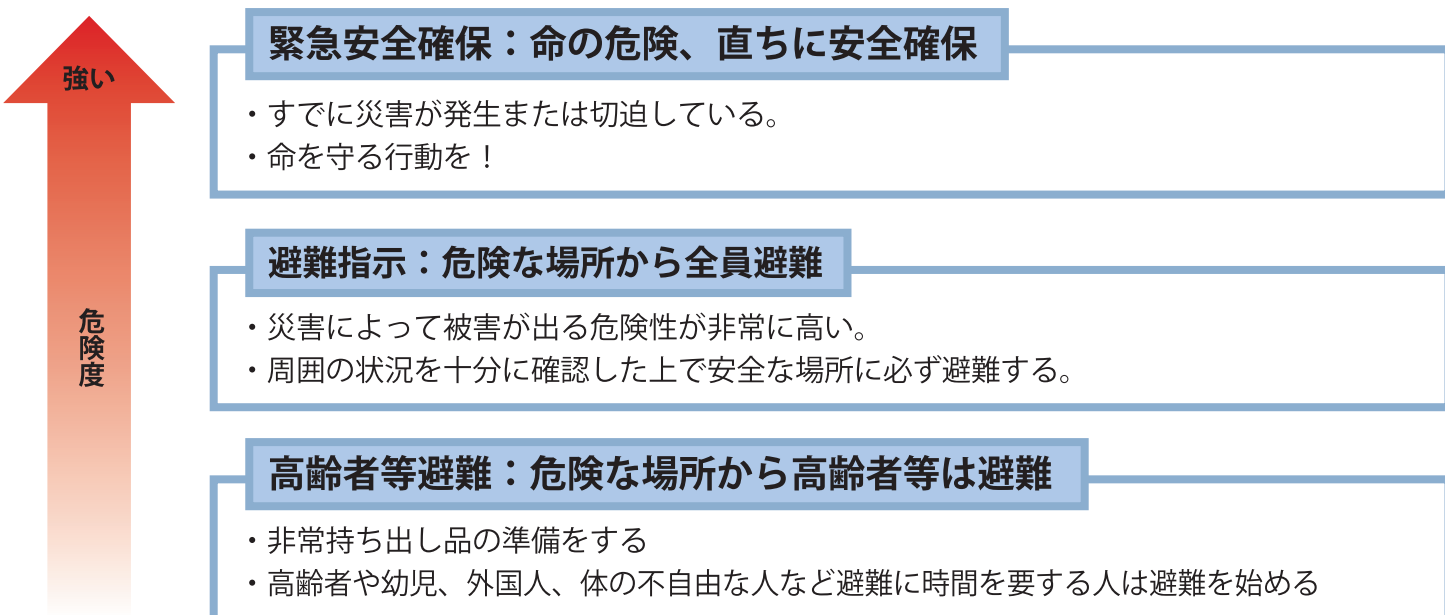 強い
危険度
緊急安全確保：命の危険、直ちに安全確保
・すでに災害が発生または切迫している。
・命を守る行動を！
避難指示：危険な場所から全員避難
・災害によって被害が出る危険性が非常に高い。
・周囲の状況を十分に確認した上で安全な場所に必ず避難する。
高齢者等避難：危険な場所から高齢者等は避難
・非常持ち出し品の準備をする
・高齢者や幼児、外国人、体の不自由な人など避難に時間を要する人は避難を始める